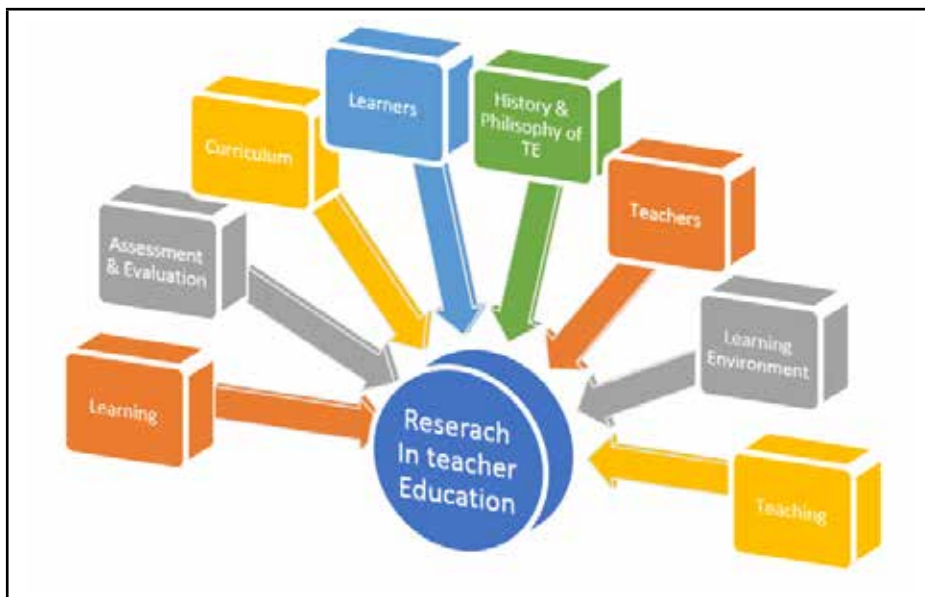 Learners
History &
Philisophy of
TE
Curriculum
Teachers
Assessment
& Evaluation
Learning
Environment
Learning
Reserach
In teacher
Education
Teaching